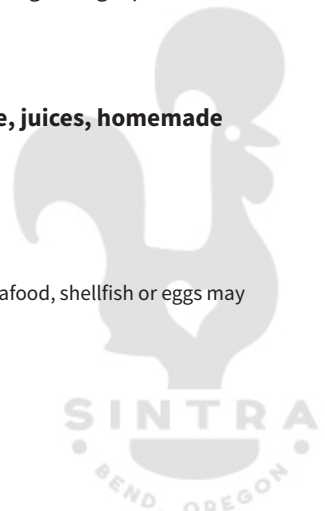 e, juices, homemade
afood, shellfish or eggs may
SINTRA
BEND, OREGON